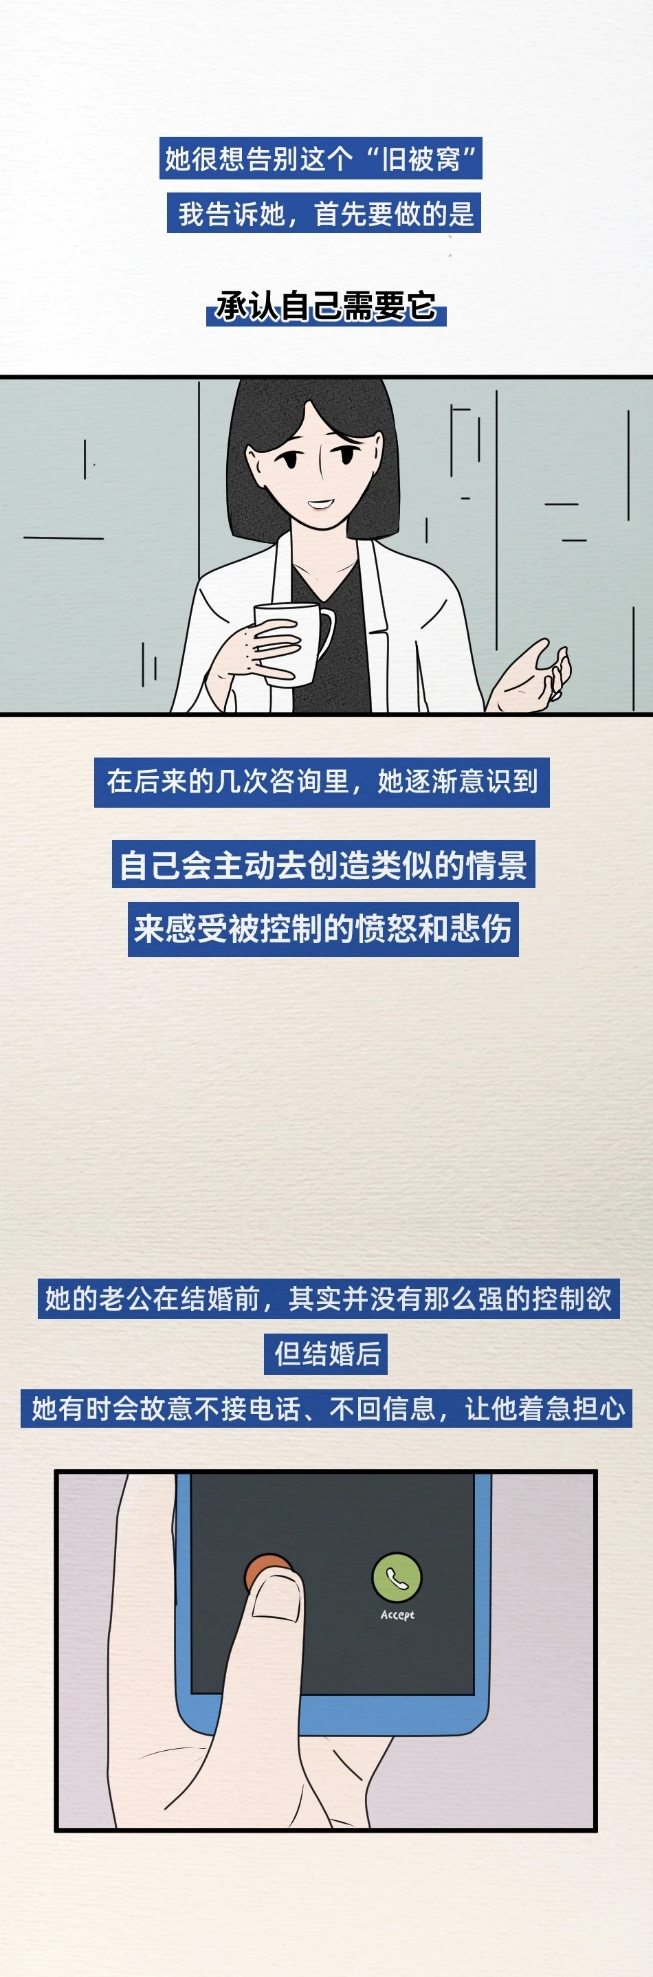 她很想告别这个“旧被窝”
我告诉她，首先要做的是
承认自己需要它
在后来的几次咨询里，她逐渐意识到
自己会主动去创造类似的情景
来感受被控制的愤怒和悲伤
她的老公在结婚前，其实并没有那么强的控制欲
但结婚后
她有时会故意不接电话、不回信息，让他着急担心
Accept